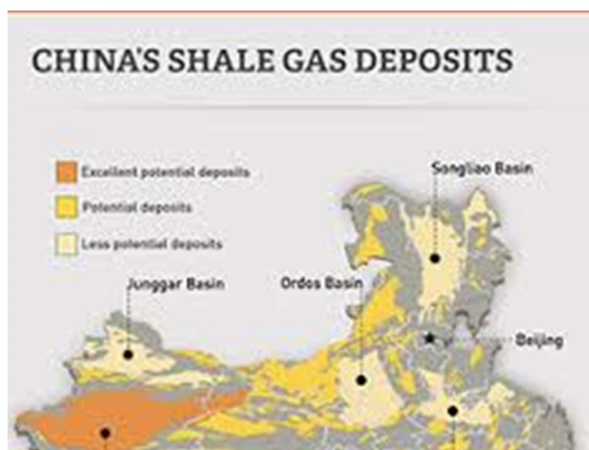 CHINA'S SHALE GAS DEPOSITS
Excellent potential deposits
Potential deposits
Less potential deposits
Songliao Basin
Junggar Basin
Ordos Basin
Beijing